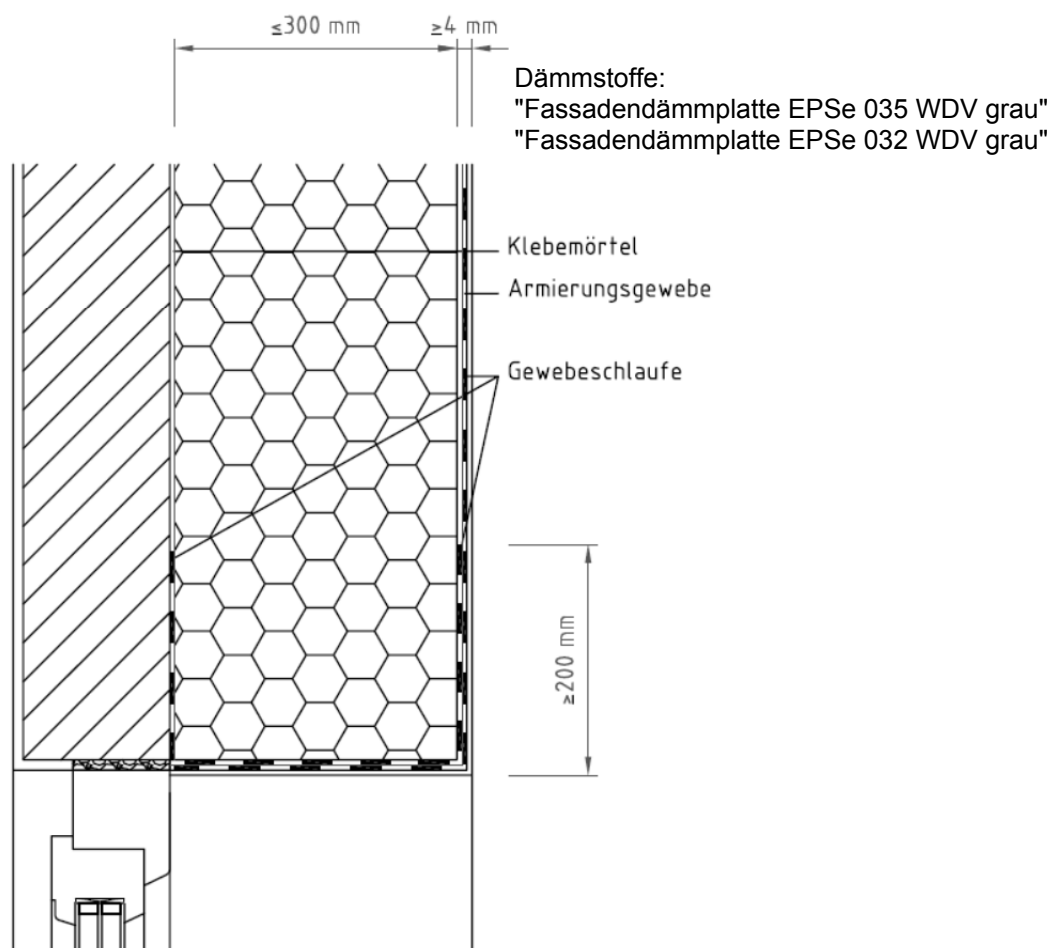 ≤300 mm
≥4 mm
Dämmstoffe:
"Fassadendämmplatte EPSe 035 WDV grau"
"Fassadendämmplatte EPSe 032 WDV grau"
Klebemörtel
Armierungsgewebe
Gewebeschlaufe
≥200 mm